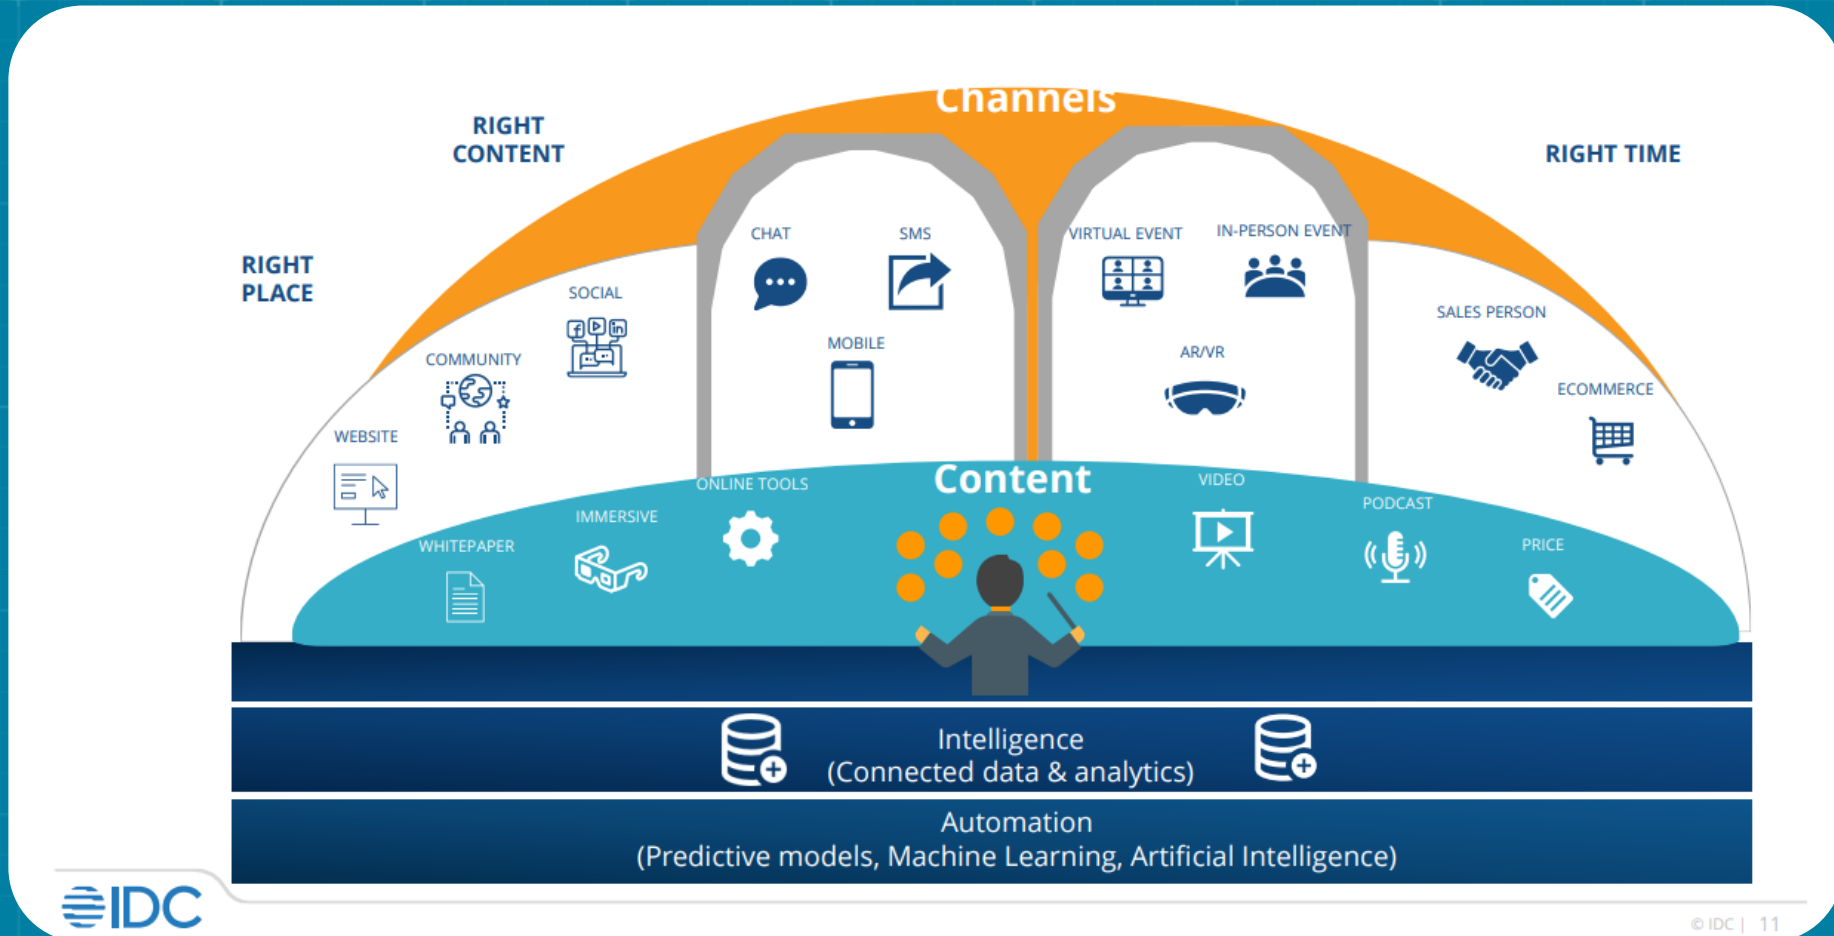 Channels
RIGHT
CONTENT
RIGHT TIME
RIGHT
PLACE
CHAT
SMS
VIRTUAL EVENT
IN-PERSON EVENT
SOCIAL
f
in
SALES PERSON
MOBILE
AR/VR
COMMUNITY
ECOMMERCE
WEBSITE
Content
ONLINE TOOLS
VIDEO
IMMERSIVE
PODCAST
WHITEPAPER
PRICE
Intelligence
(Connected data & analytics)
Automation
(Predictive models, Machine Learning, Artificial Intelligence)
IDC
© IDC | 11